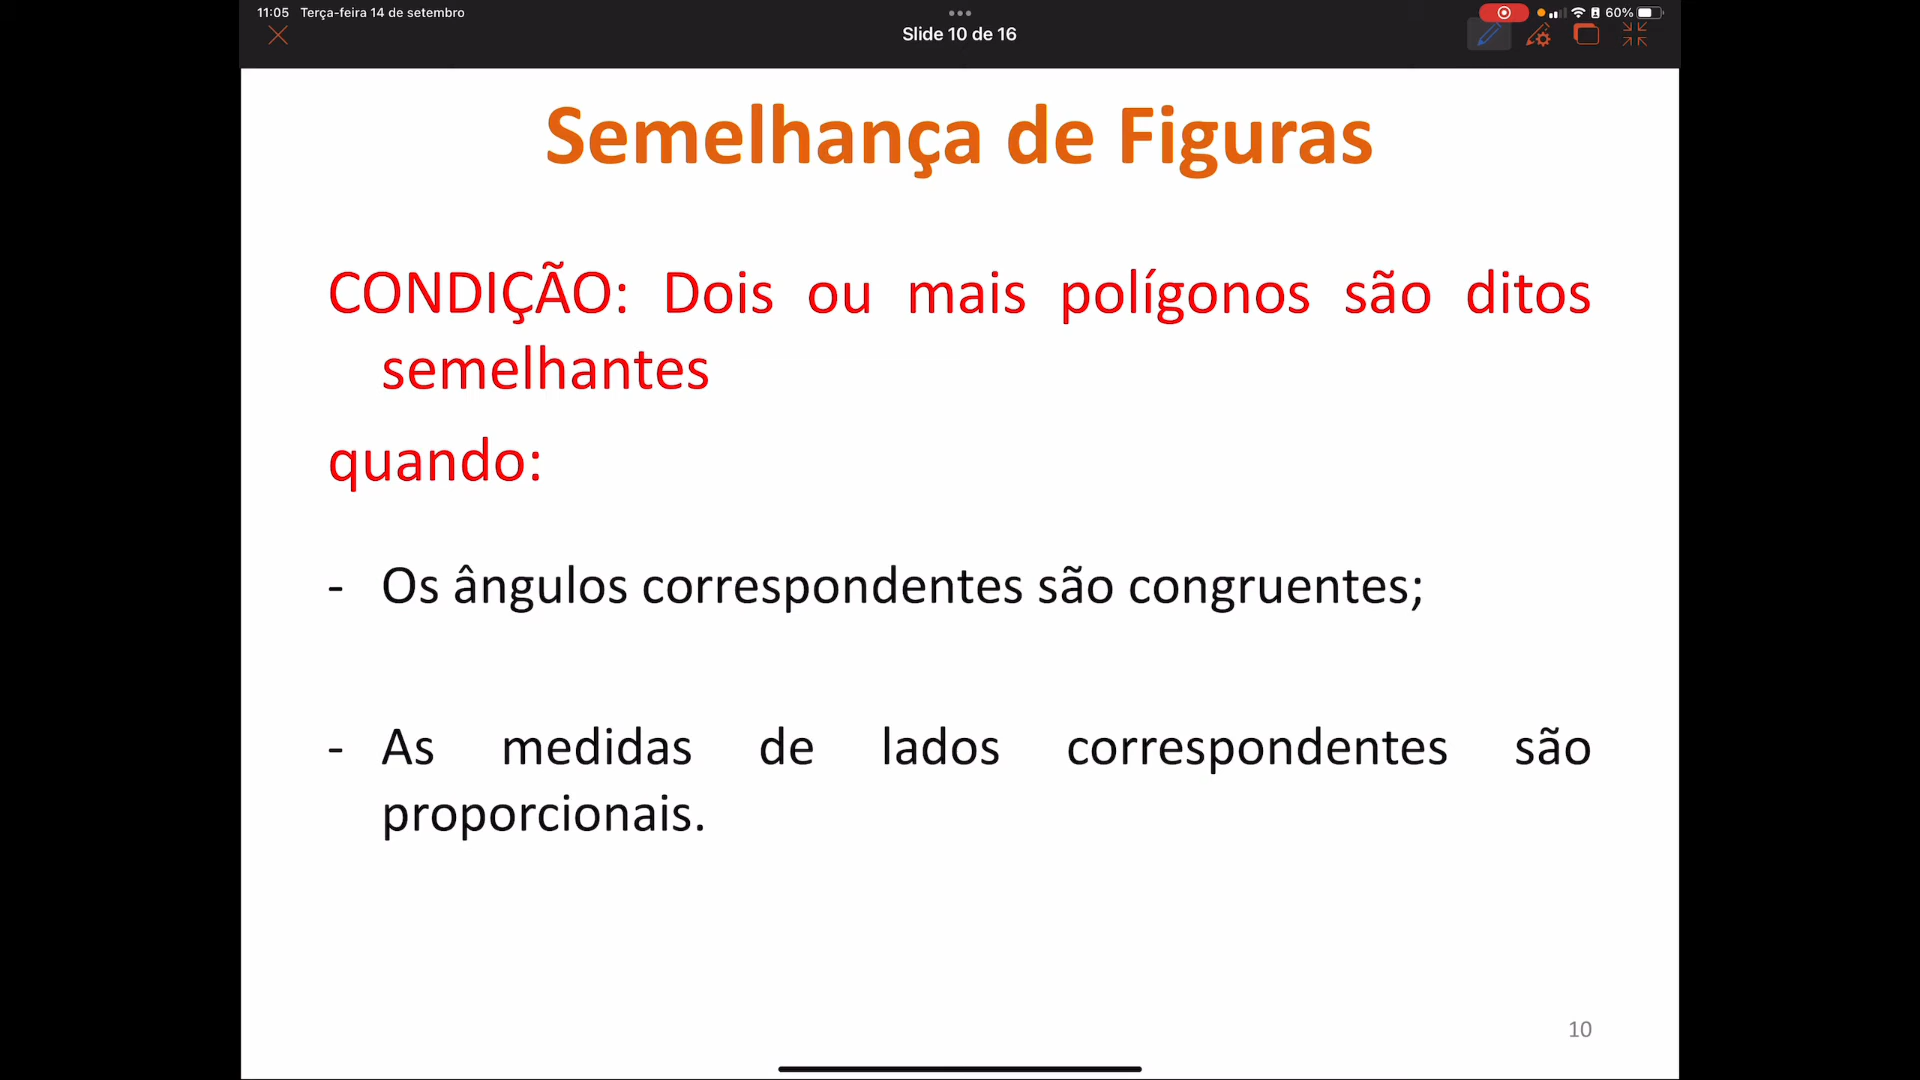 11:05 Terça-feira 14 de setembro
60%
Slide 10 de 16
Semelhança de Figuras
CONDIÇÃO: Dois ou mais polígonos são ditos
semelhantes
quando:
- Os ângulos correspondentes são congruentes;
- As medidas de lados correspondentes são
proporcionais.
10